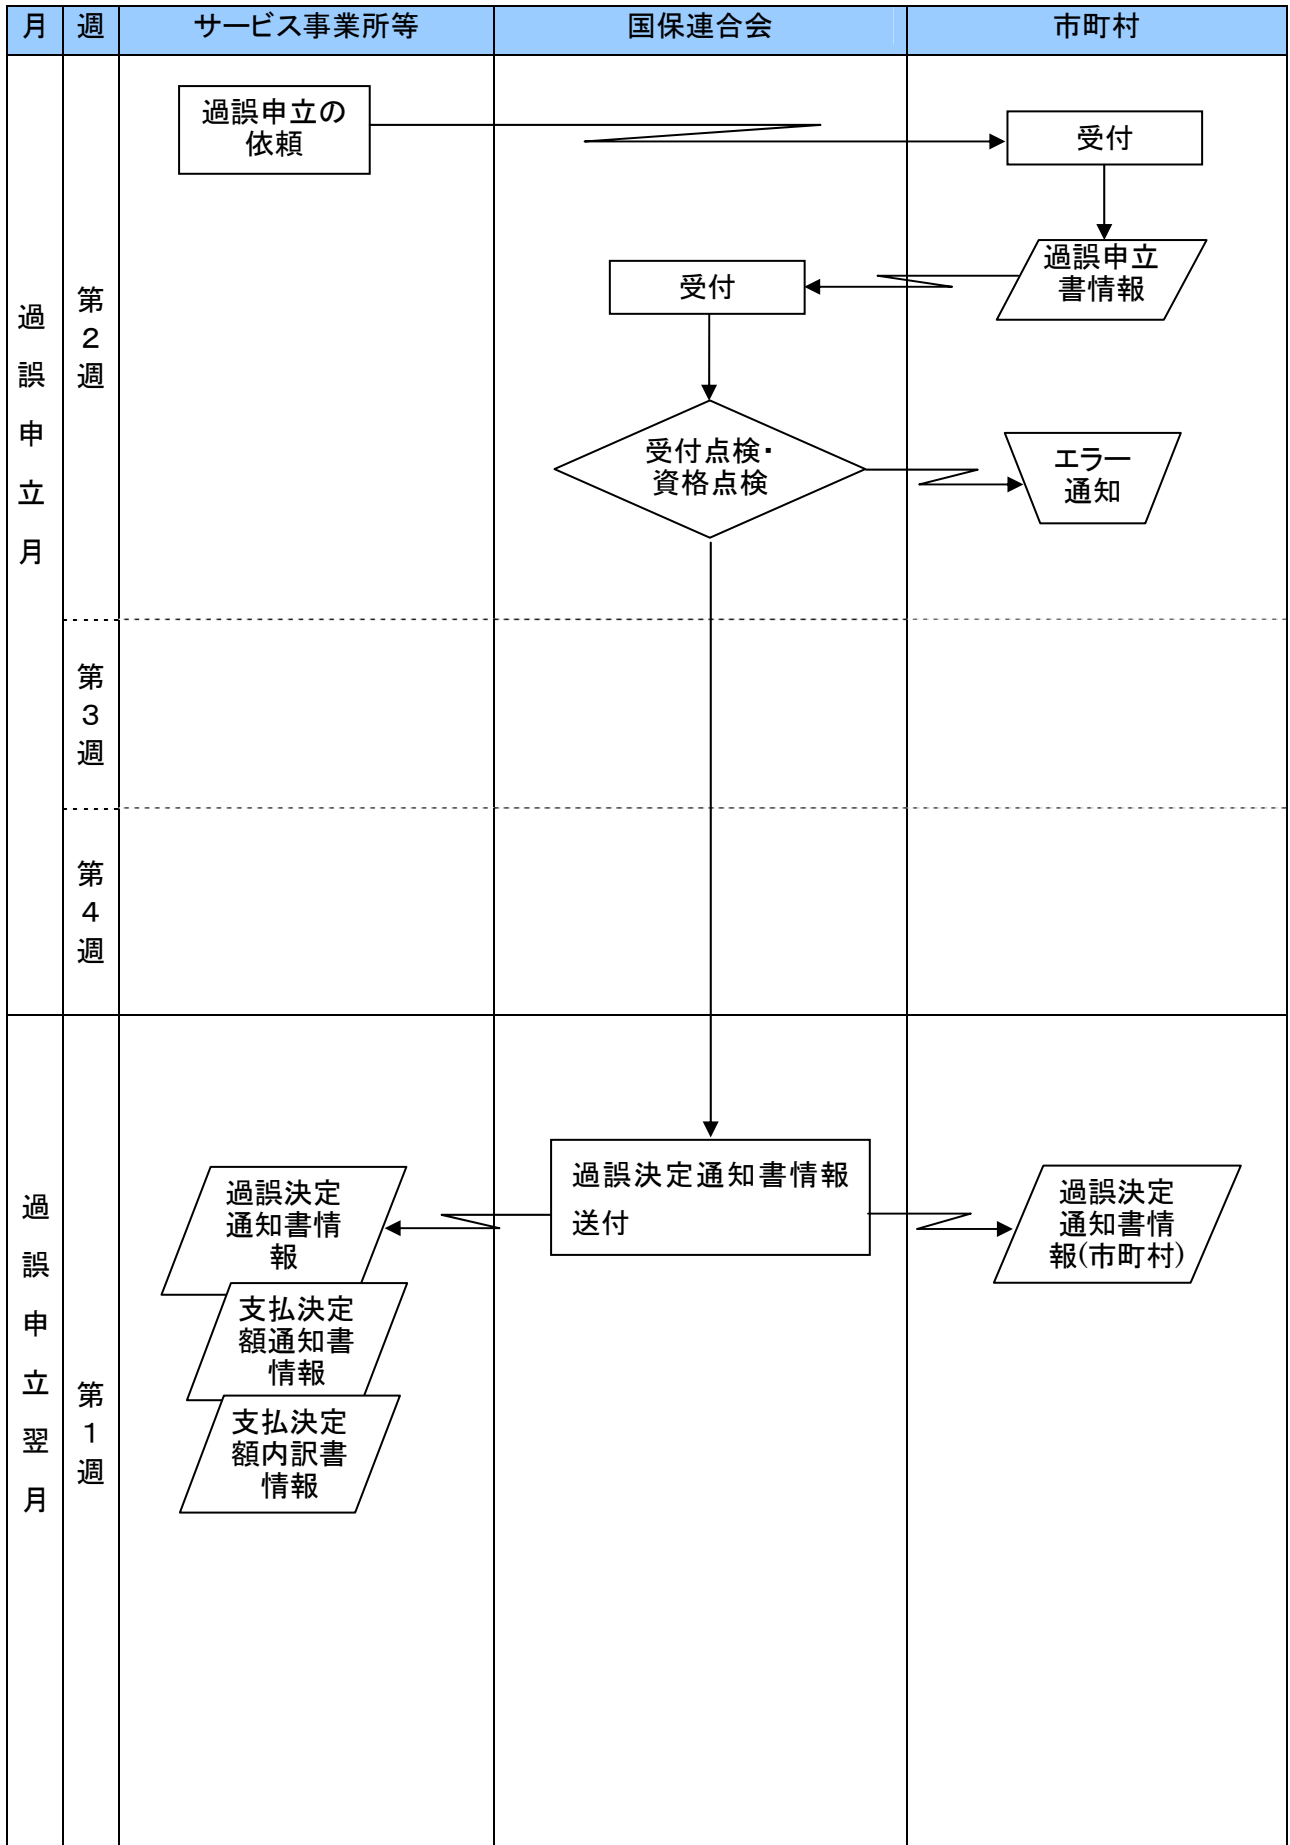 月 週 サービス事業所等 国保連合会 市町村
過誤申立月
第2週
過誤申立の
依頼
受付
過誤申立
書情報
受付
受付点検・
資格点検
エラー
通知
第3週
第4週
過誤申立翌月
第1週
過誤決定通知書情報
送付
過誤決定
通知書情
報
支払決定
額通知書
情報
支払決定
額内訳書
情報
過誤決定
通知書情
報(市町村)